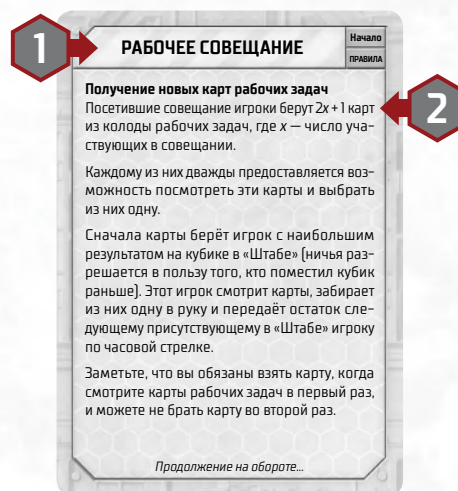 1
РАБОЧЕЕ СОВЕЩАНИЕ
Начало
ПРАВИЛА
Получение новых карт рабочих задач
Посетившие совещание игроки берут 2x + 1 карт
из колоды рабочих задач, где x — число уча-
ствующих в совещании.
2
Каждому из них дважды предоставляется воз-
можность посмотреть эти карты и выбрать
из них одну.
Сначала карты берёт игрок с наибольшим
результатом на кубике в «Штабе» (ничья раз-
решается в пользу того, кто поместил кубик
раньше). Этот игрок смотрит карты, забирает
из них одну в руку и передаёт остаток сле-
дующему присутствующему в «Штабе» игроку
по часовой стрелке.
Заметьте, что вы обязаны взять карту, когда
смотрите карты рабочих задач в первый раз,
и можете не брать карту во второй раз.
Продолжение на обороте...